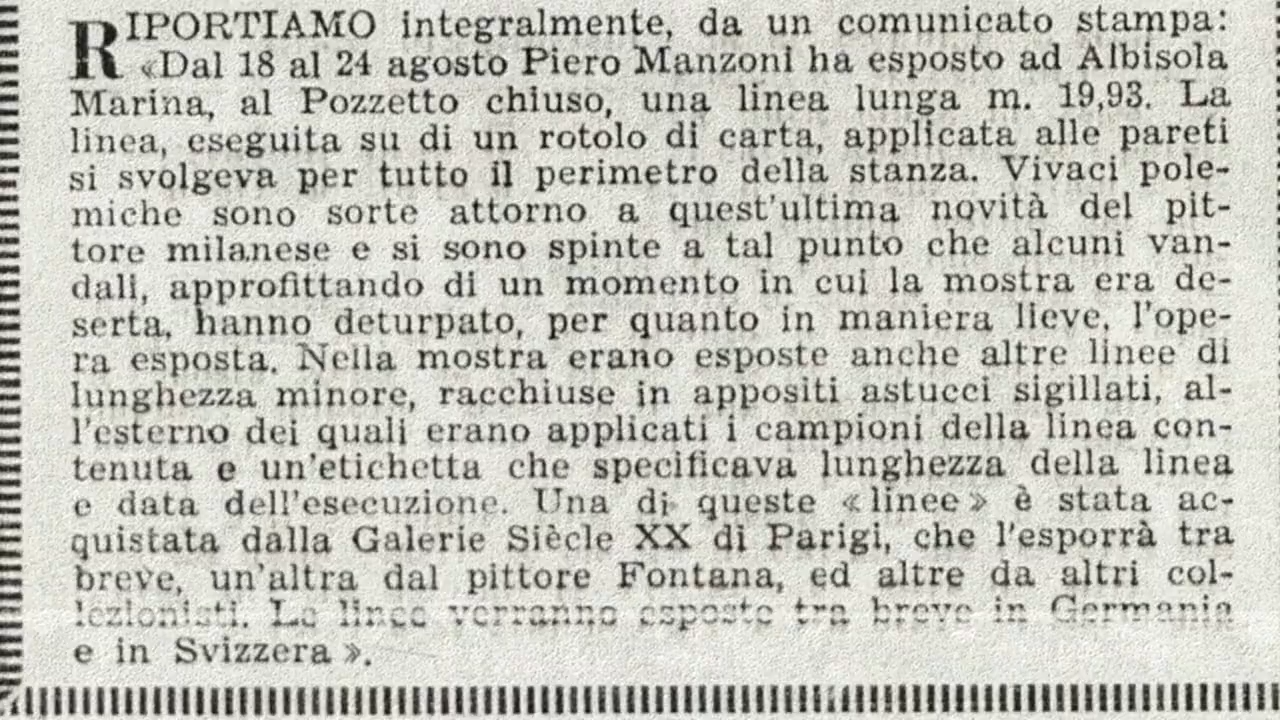 RIPORTIAMO integralmente, da un comunicato stampa:
«Dal 18 al 24 agosto Piero Manzoni ha esposto ad Albisola
Marina, al Pozzetto chiuso, una linea lunga m. 19,93. La
linea, eseguita su di un rotolo di carta, applicata alle pareti
si svolgeva per tutto il perimetro della stanza. Vivaci pole-
miche sono sorte attorno a quest'ultima novità del pit-
tore milanese e si sono spinte a tal punto che alcuni van-
dali, approfittando di un momento in cui la mostra era de-
serta, hanno deturpato, per quanto in maniera lieve, l'ope-
ra esposta. Nella mostra erano esposte anche altre linee di
lunghezza minore, racchiuse in appositi astucci sigillati, al-
l'esterno dei quali erano applicati i campioni della linea con-
tenuta e un'etichetta che specificava lunghezza della linea
e data dell'esecuzione. Una di queste «linee» è stata ac-
quistata dalla Galerie Siècle XX di Parigi, che l'esporrà tra
breve, un'altra dal pittore Fontana, ed altre da altri col-
lezionisti. Le linee verranno esposte tra breve in Germania
e in Svizzera».